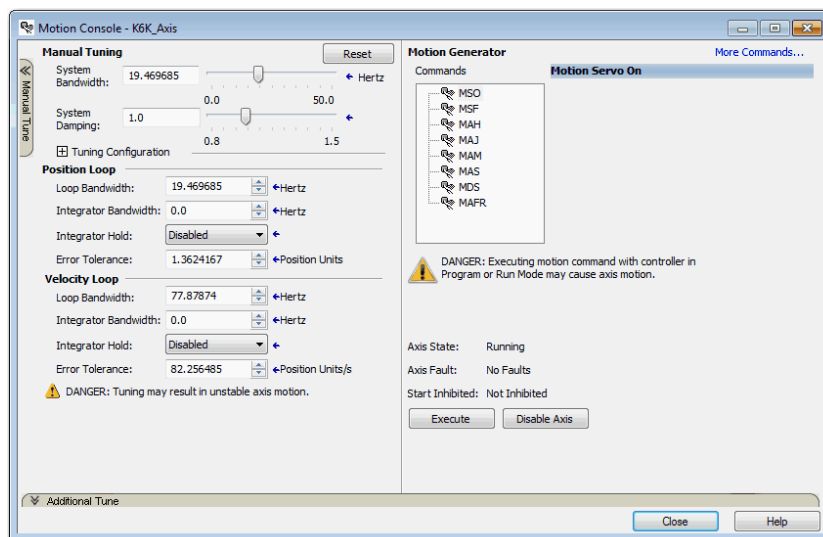 Motion Console - K6K_Axis
Manual Tune
Manual Tuning
Reset
System Bandwidth: 19.469685 Hertz
0.0 50.0
System Damping: 1.0
0.8 1.5
Tuning Configuration
Position Loop
Loop Bandwidth: 19.469685 Hertz
Integrator Bandwidth: 0.0 Hertz
Integrator Hold: Disabled
Error Tolerance: 1.3624167 Position Units
Velocity Loop
Loop Bandwidth: 77.87874 Hertz
Integrator Bandwidth: 0.0 Hertz
Integrator Hold: Disabled
Error Tolerance: 82.256485 Position Units/s
DANGER: Tuning may result in unstable axis motion.
Motion Generator
More Commands...
Commands
Motion Servo On
MSO
MSF
MAH
MAJ
MAM
MAS
MDS
MAFR
DANGER: Executing motion command with controller in
Program or Run Mode may cause axis motion.
Axis State: Running
Axis Fault: No Faults
Start Inhibited: Not Inhibited
Execute Disable Axis
Additional Tune
Close Help